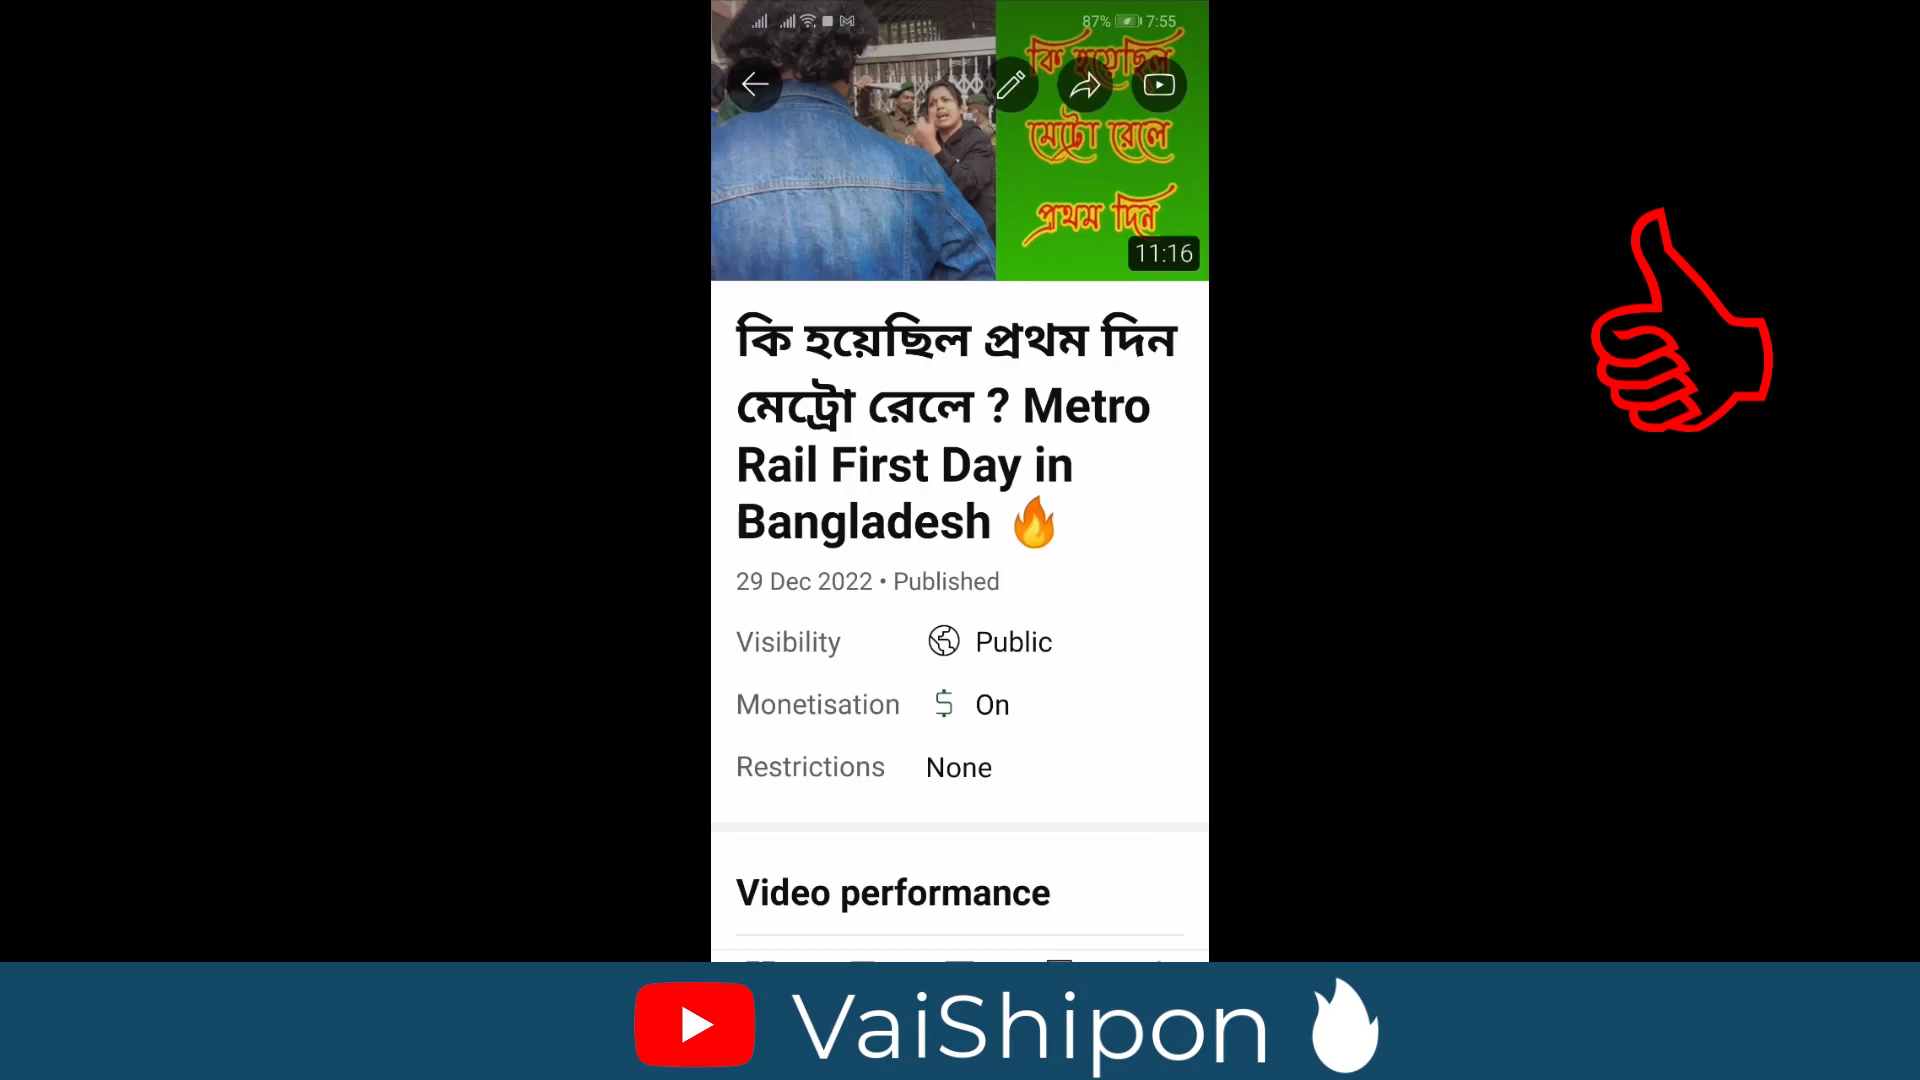 87% 7:55
কি হয়েছিল
মেট্রো রেলে
প্রথম দিন
11:16
কি হয়েছিল প্রথম দিন
মেট্রো রেলে ? Metro
Rail First Day in
Bangladesh 🔥
29 Dec 2022 • Published
Visibility Public
Monetisation On
Restrictions None
Video performance
VaiShipon